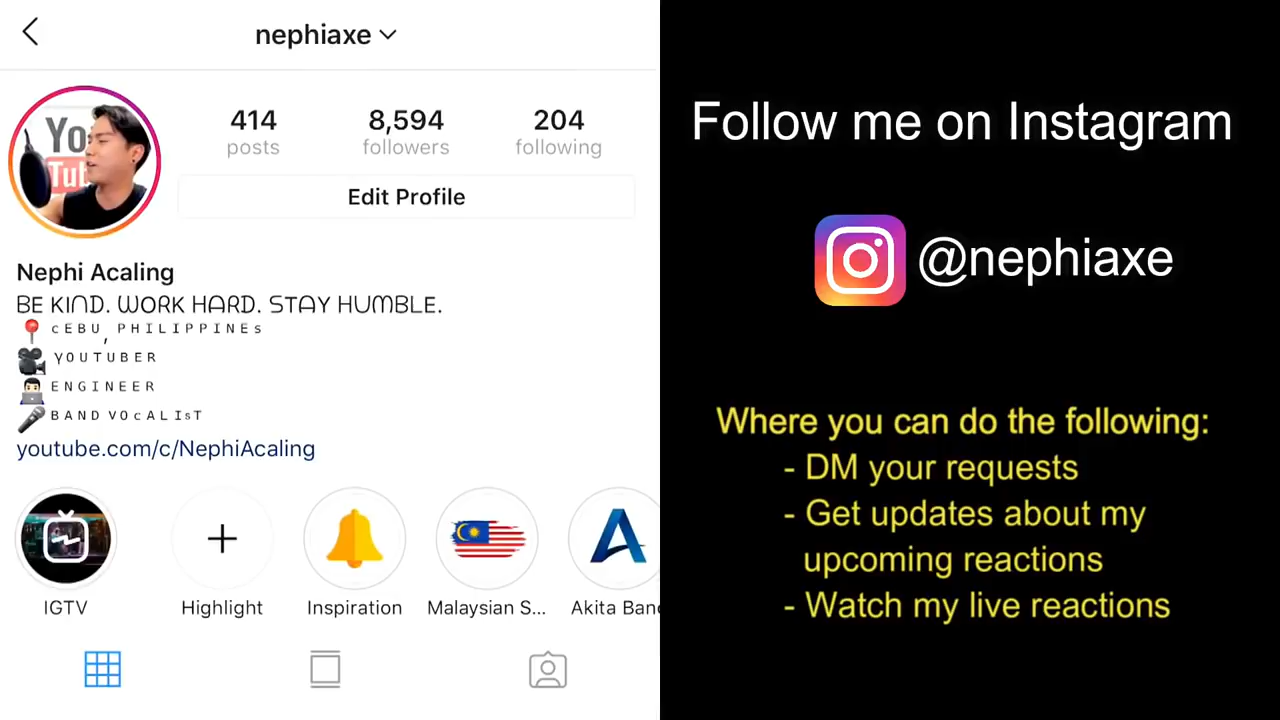 nephiaxe
You
Tub
414
posts
8,594
followers
204
following
Edit Profile
Nephi Acaling
BE KIND. WORK HARD. STAY HUMBLE.
CEBU, PHILIPPINES
YOUTUBER
ENGINEER
BAND VOCALIST
youtube.com/c/NephiAcaling
IGTV
Highlight
Inspiration
Malaysian S...
Akita Band
Follow me on Instagram
@nephiaxe
Where you can do the following:
- DM your requests
- Get updates about my
upcoming reactions
- Watch my live reactions